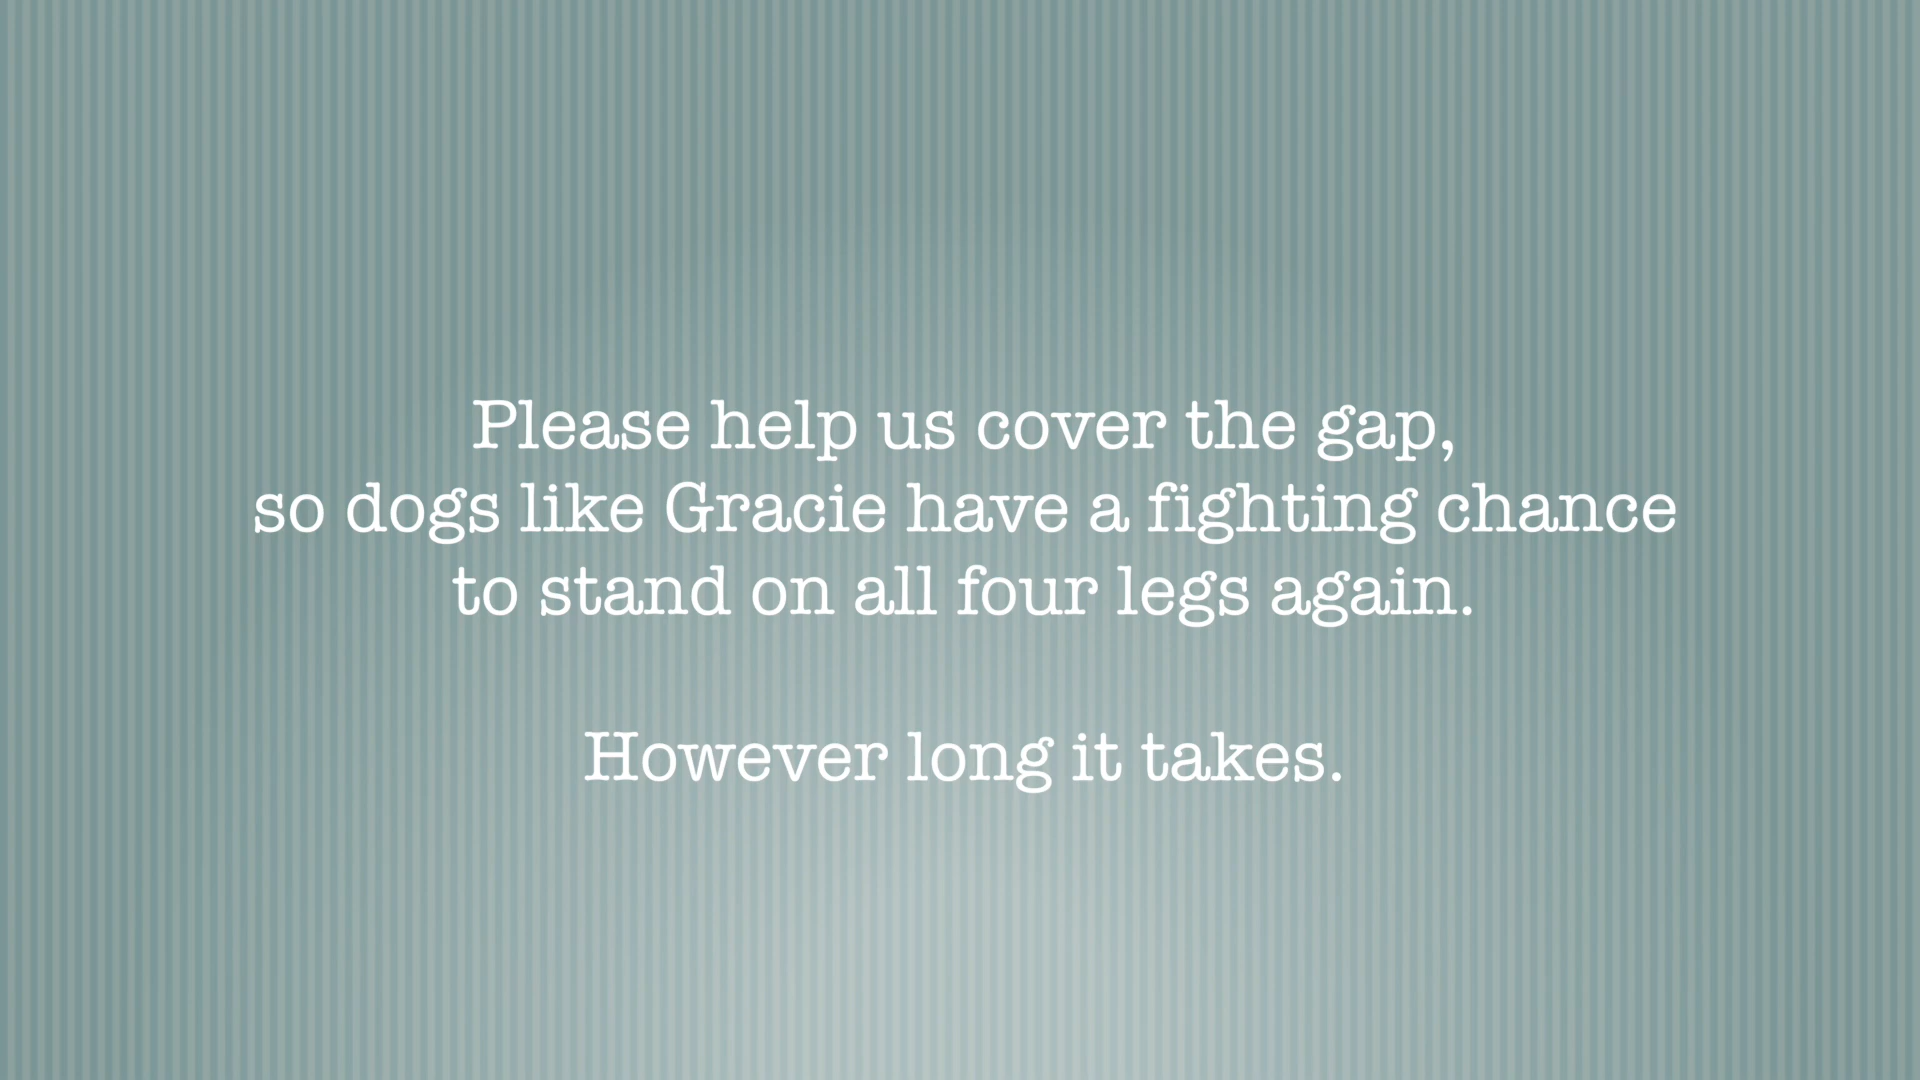 Please help us cover the gap,
so dogs like Gracie have a fighting chance
to stand on all four legs again.
However long it takes.